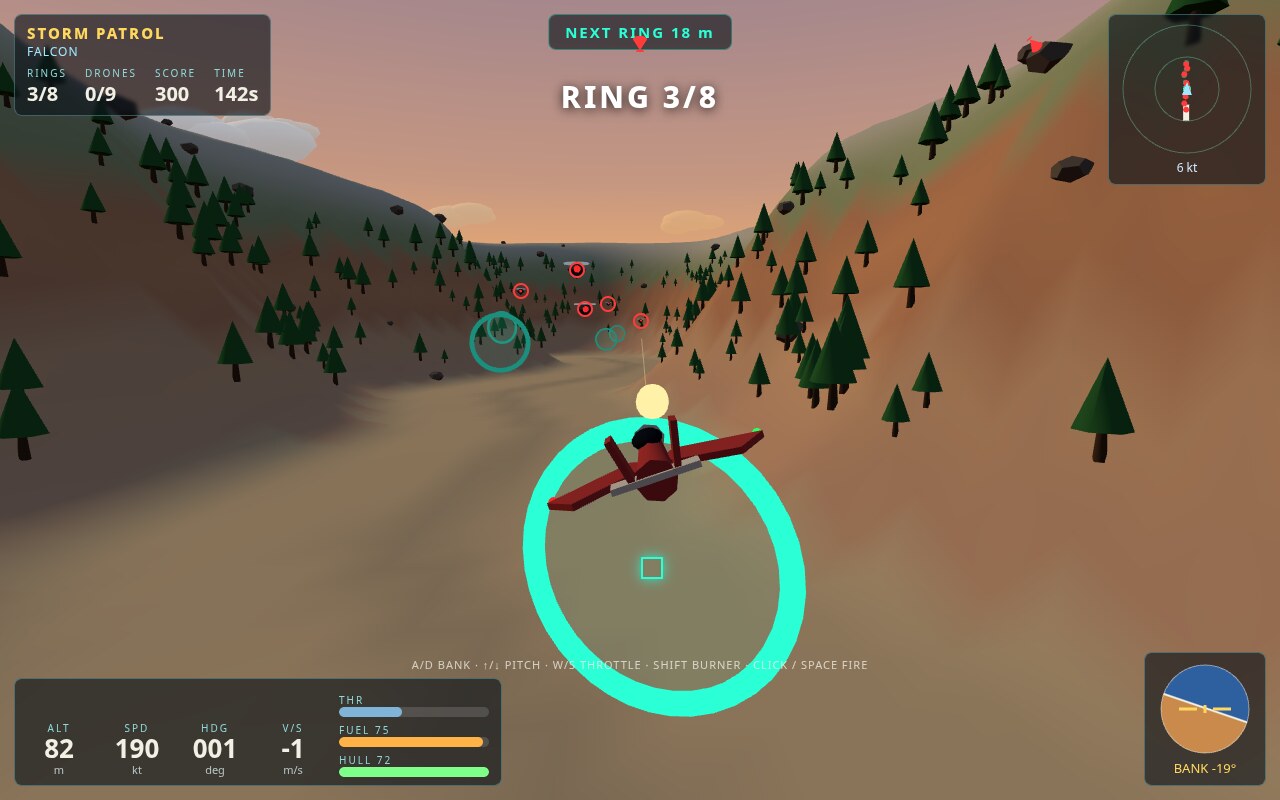 STORM PATROL
FALCON
RINGS DRONES SCORE TIME
3/8 0/9 300 142s
NEXT RING 18 m
RING 3/8
6 kt
A/D BANK · ↑/↓ PITCH · W/S THROTTLE · SHIFT BURNER · CLICK / SPACE FIRE
ALT SPD HDG V/S
82 190 001 -1
m kt deg m/s
THR
FUEL 75
HULL 72
BANK -19°